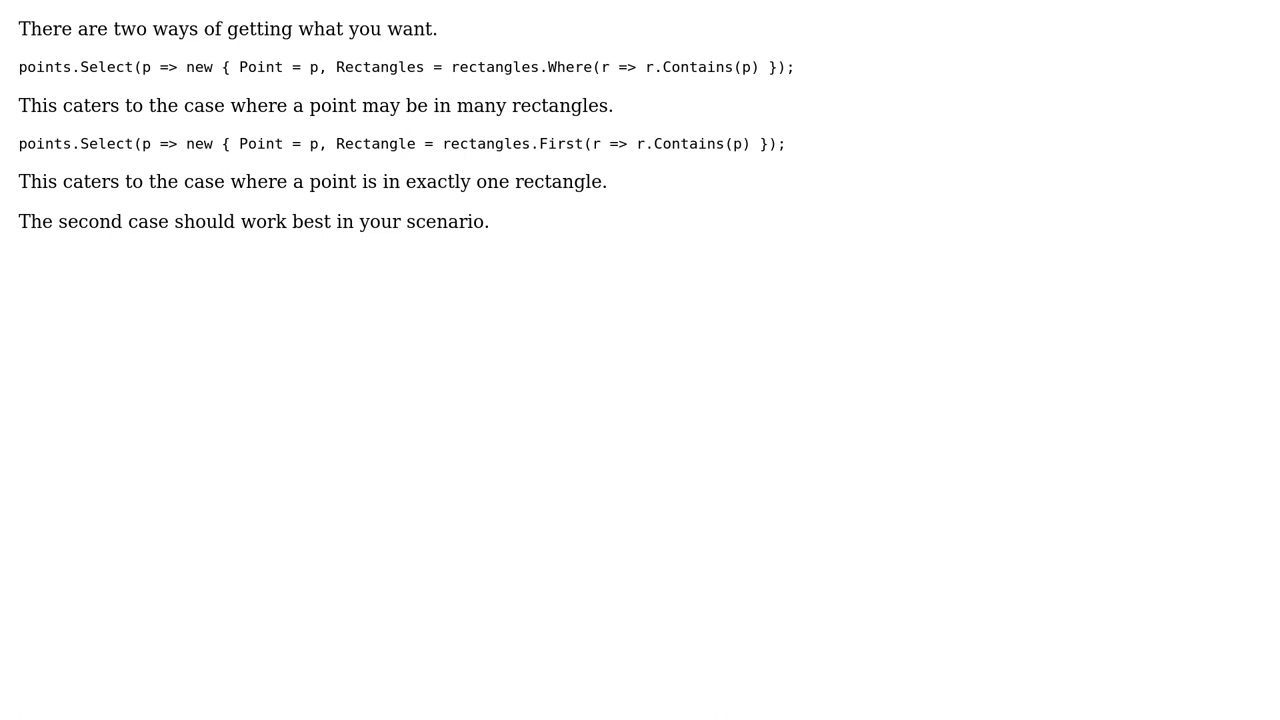 There are two ways of getting what you want.
points.Select(p => new { Point = p, Rectangles = rectangles.Where(r => r.Contains(p) });
This caters to the case where a point may be in many rectangles.
points.Select(p => new { Point = p, Rectangle = rectangles.First(r => r.Contains(p) });
This caters to the case where a point is in exactly one rectangle.
The second case should work best in your scenario.